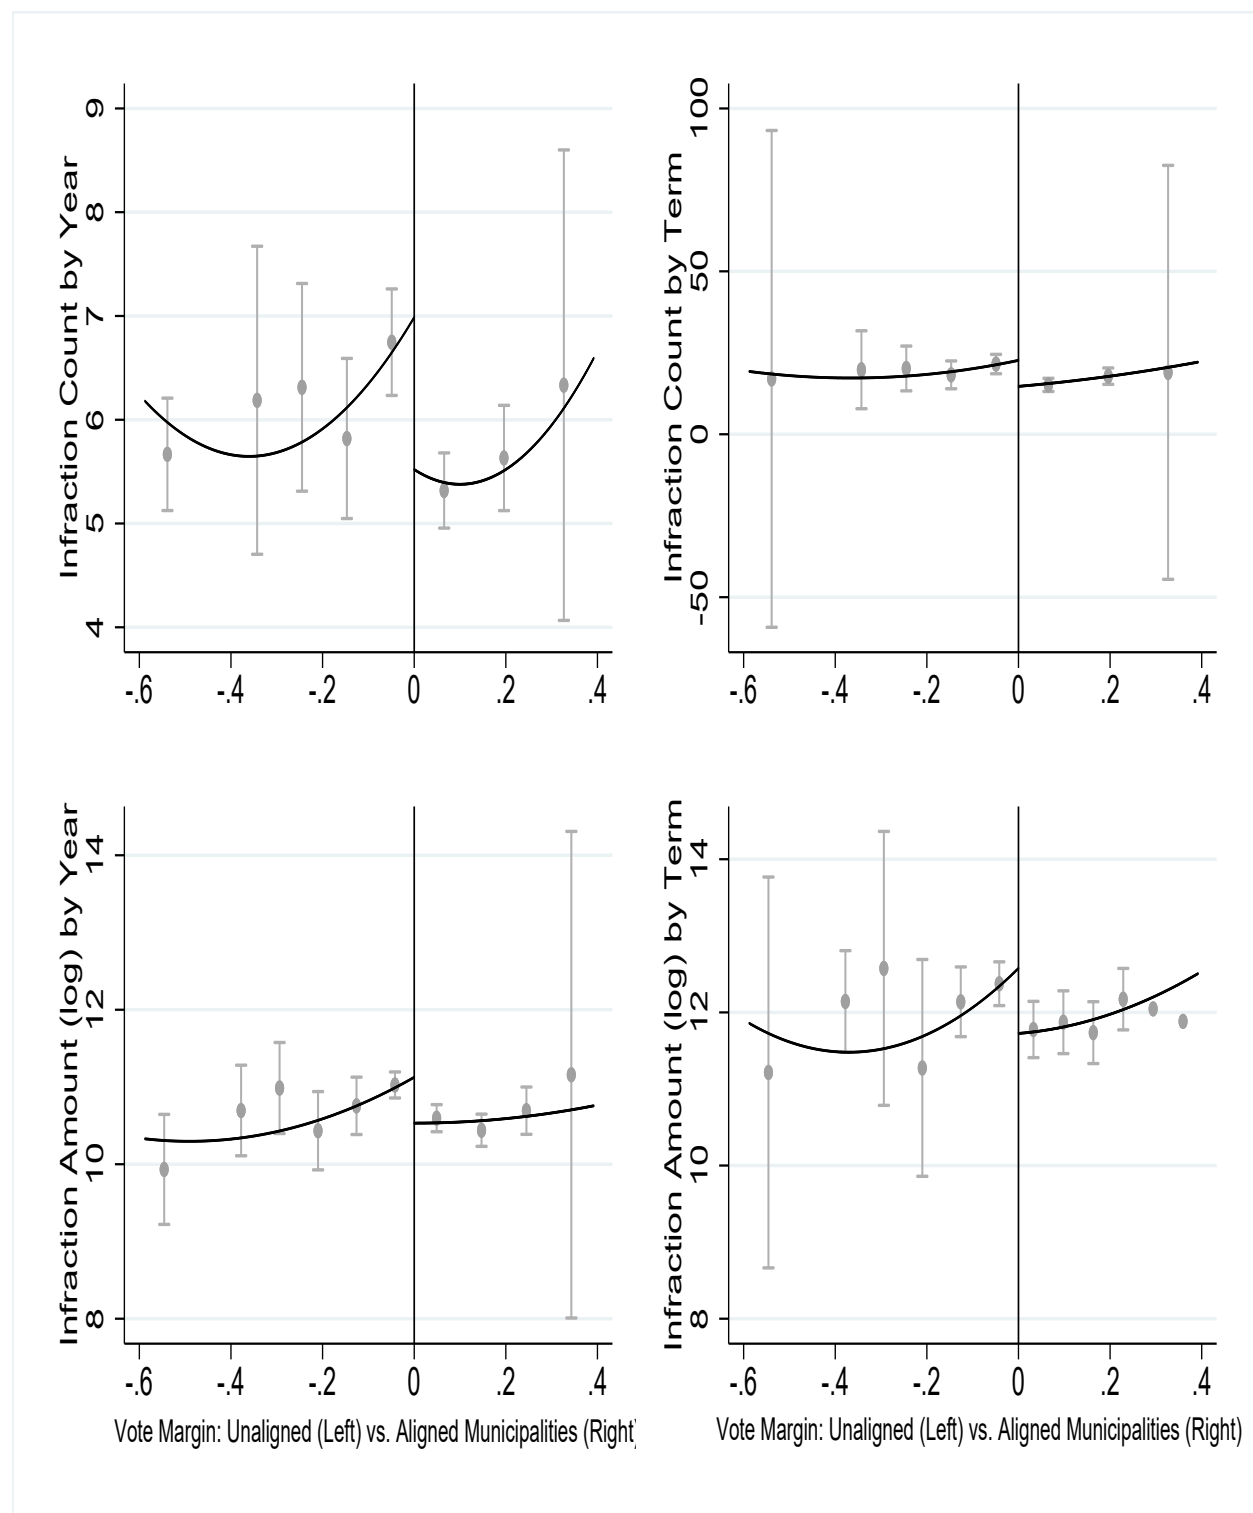 Infraction Count by Year
9
8
7
6
5
4
-.6 -.4 -.2 0 .2 .4
Infraction Count by Term
100
50
0
-50
-.6 -.4 -.2 0 .2 .4
Infraction Amount (log) by Year
14
12
10
8
-.6 -.4 -.2 0 .2 .4
Vote Margin: Unaligned (Left) vs. Aligned Municipalities (Right)
Infraction Amount (log) by Term
14
12
10
8
-.6 -.4 -.2 0 .2 .4
Vote Margin: Unaligned (Left) vs. Aligned Municipalities (Right)